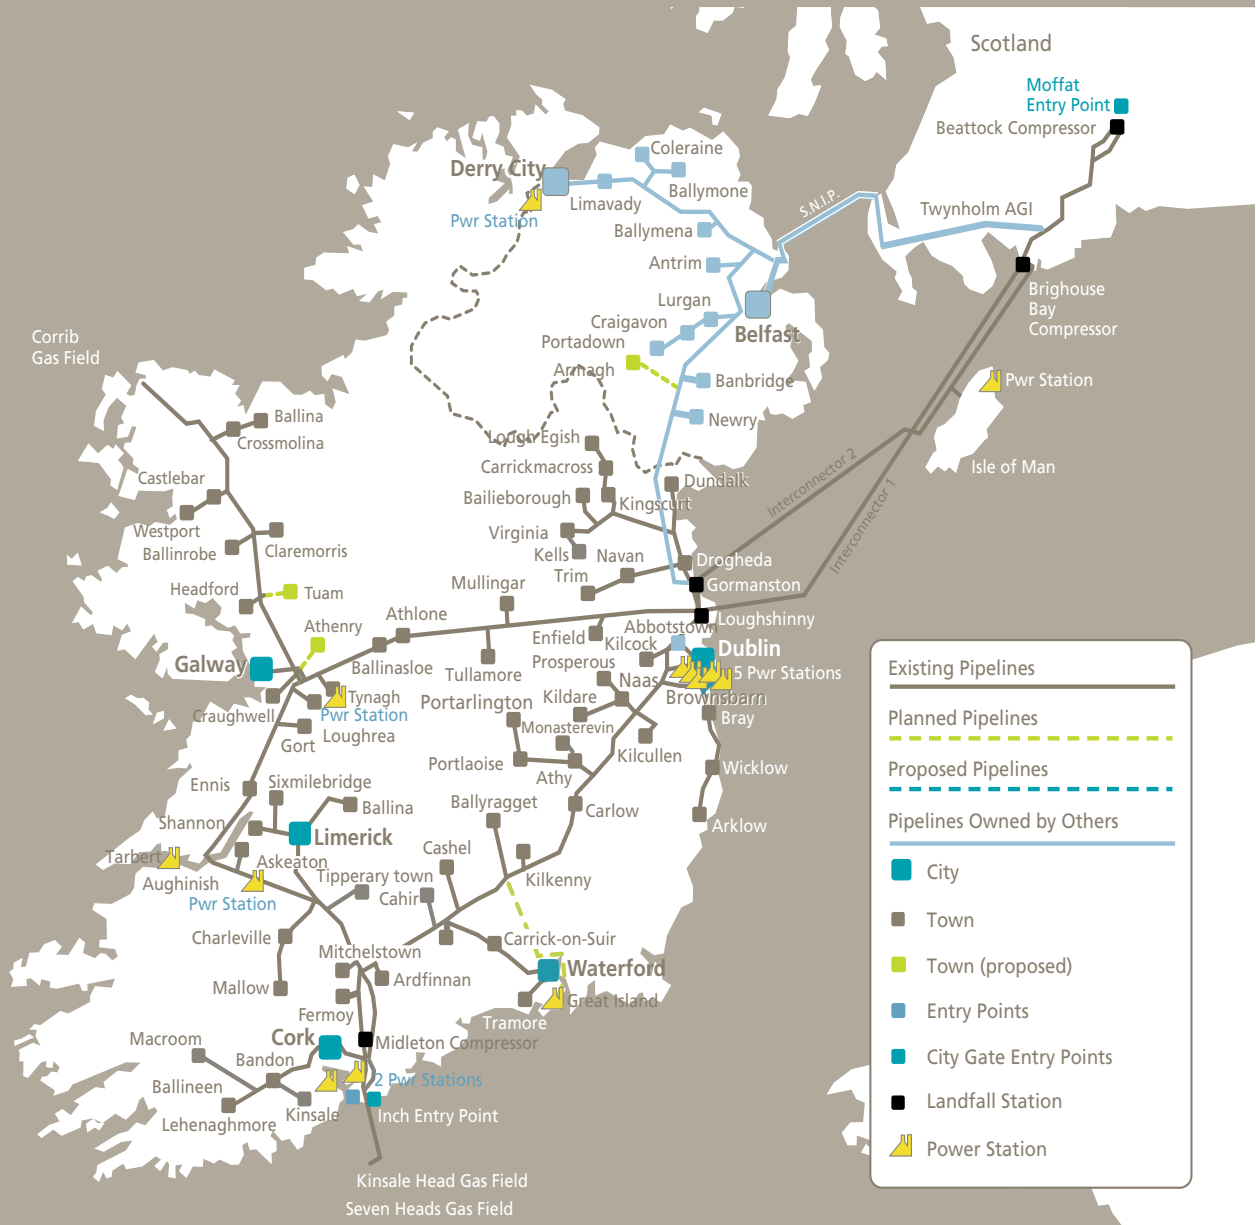 Scotland
Moffat
Entry Point
Beattock Compressor
Coleraine
Derry City
Ballymone
Limavady
Pwr Station
S.N.I.P.
Twynholm AGI
Ballymena
Antrim
Brighouse
Bay
Compressor
Lurgan
Craigavon
Belfast
Portadown
Armagh
Corrib
Gas Field
Banbridge
Pwr Station
Newry
Ballina
Crossmolina
Lough Egish
Carrickmacross
Isle of Man
Interconnector 2
Interconnector 1
Castlebar
Dundalk
Bailieborough
Kingscurt
Westport
Virginia
Ballinrobe
Claremorris
Kells
Navan
Drogheda
Trim
Gormanston
Headford
Tuam
Mullingar
Athlone
Athenry
Loughshinny
Abbotstown
Enfield
Kilcock
Dublin
Galway
Ballinasloe
Tullamore
Prosperous
5 Pwr Stations
Naas
Tynagh
Kildare
Brownsbarn
Portarlington
Craughwell
Pwr Station
Bray
Loughrea
Monasterevin
Gort
Kilcullen
Portlaoise
Athy
Wicklow
Ennis
Sixmilebridge
Ballina
Ballyragget
Carlow
Shannon
Arklow
Limerick
Cashel
Tarbert
Askeaton
Aughinish
Tipperary town
Kilkenny
Pwr Station
Cahir
Charleville
Carrick-on-Suir
Mitchelstown
Waterford
Ardfinnan
Mallow
Great Island
Fermoy
Tramore
Macroom
Cork
Midleton Compressor
Bandon
2 Pwr Stations
Ballineen
Kinsale
Inch Entry Point
Lehenaghmore
Kinsale Head Gas Field
Seven Heads Gas Field
Existing Pipelines
Planned Pipelines
Proposed Pipelines
Pipelines Owned by Others
City
Town
Town (proposed)
Entry Points
City Gate Entry Points
Landfall Station
Power Station